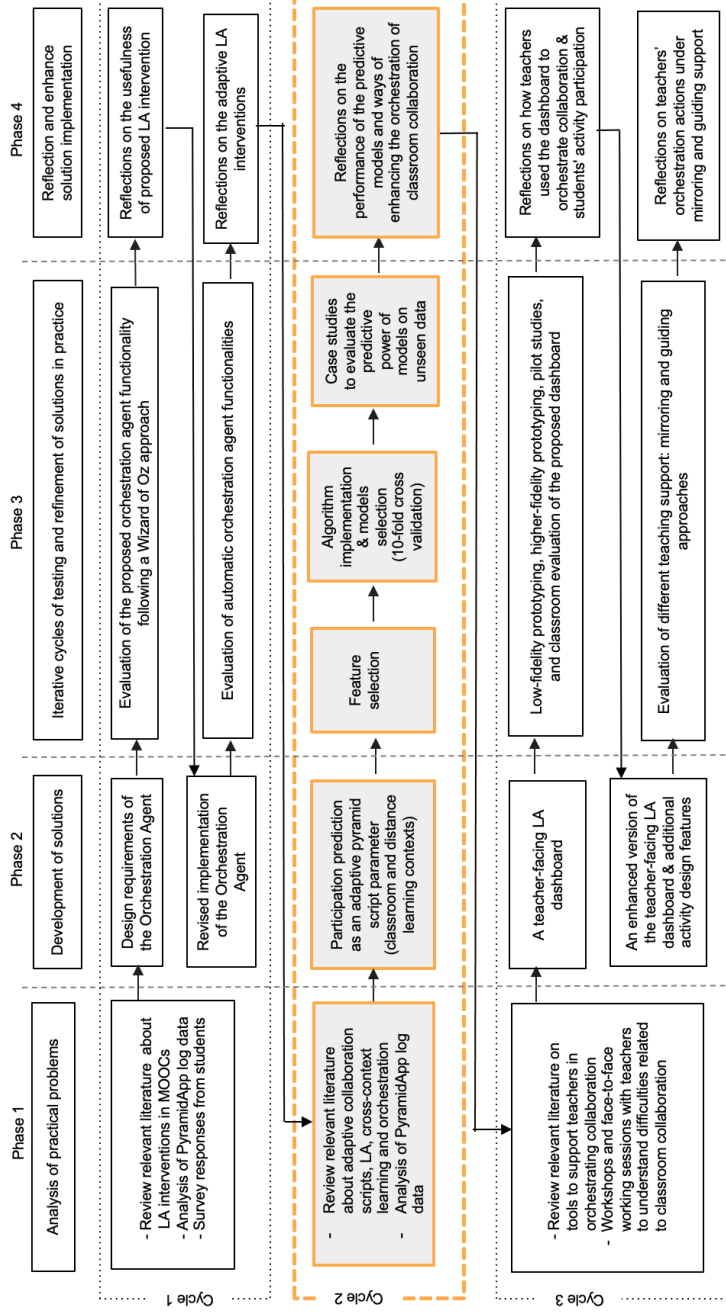 Phase 1
Phase 2
Phase 3
Phase 4
Analysis of practical problems
Development of solutions
Iterative cycles of testing and refinement of solutions in practice
Reflection and enhance
solution implementation
Cycle 1
- Review relevant literature about
LA interventions in MOOCs
- Analysis of PyramidApp log data
- Survey responses from students
Design requirements of
the Orchestration Agent
Evaluation of the proposed orchestration agent functionality
following a Wizard of Oz approach
Reflections on the usefulness
of proposed LA intervention
Revised implementation
of the Orchestration
Agent
Evaluation of automatic orchestration agent functionalities
Reflections on the adaptive LA
interventions
Cycle 2
- Review relevant literature
about adaptive collaboration
scripts, LA, cross-context
learning and orchestration
- Analysis of PyramidApp log
data
Participation prediction
as an adaptive pyramid
script parameter
(classroom and distance
learning contexts)
Feature
selection
Algorithm
implementation
& models
selection
(10-fold cross
validation)
Case studies
to evaluate the
predictive
power of
models on
unseen data
Reflections on the
performance of the predictive
models and ways of
enhancing the orchestration of
classroom collaboration
Cycle 3
- Review relevant literature on
tools to support teachers in
orchestrating collaboration
- Workshops and face-to-face
working sessions with teachers
to understand difficulties related
to classroom collaboration
A teacher-facing LA
dashboard
Low-fidelity prototyping, higher-fidelity prototyping, pilot studies,
and classroom evaluation of the proposed dashboard
Reflections on how teachers
used the dashboard to
orchestrate collaboration &
students' activity participation
An enhanced version of
the teacher-facing LA
dashboard & additional
activity design features
Evaluation of different teaching support: mirroring and guiding
approaches
Reflections on teachers'
orchestration actions under
mirroring and guiding support